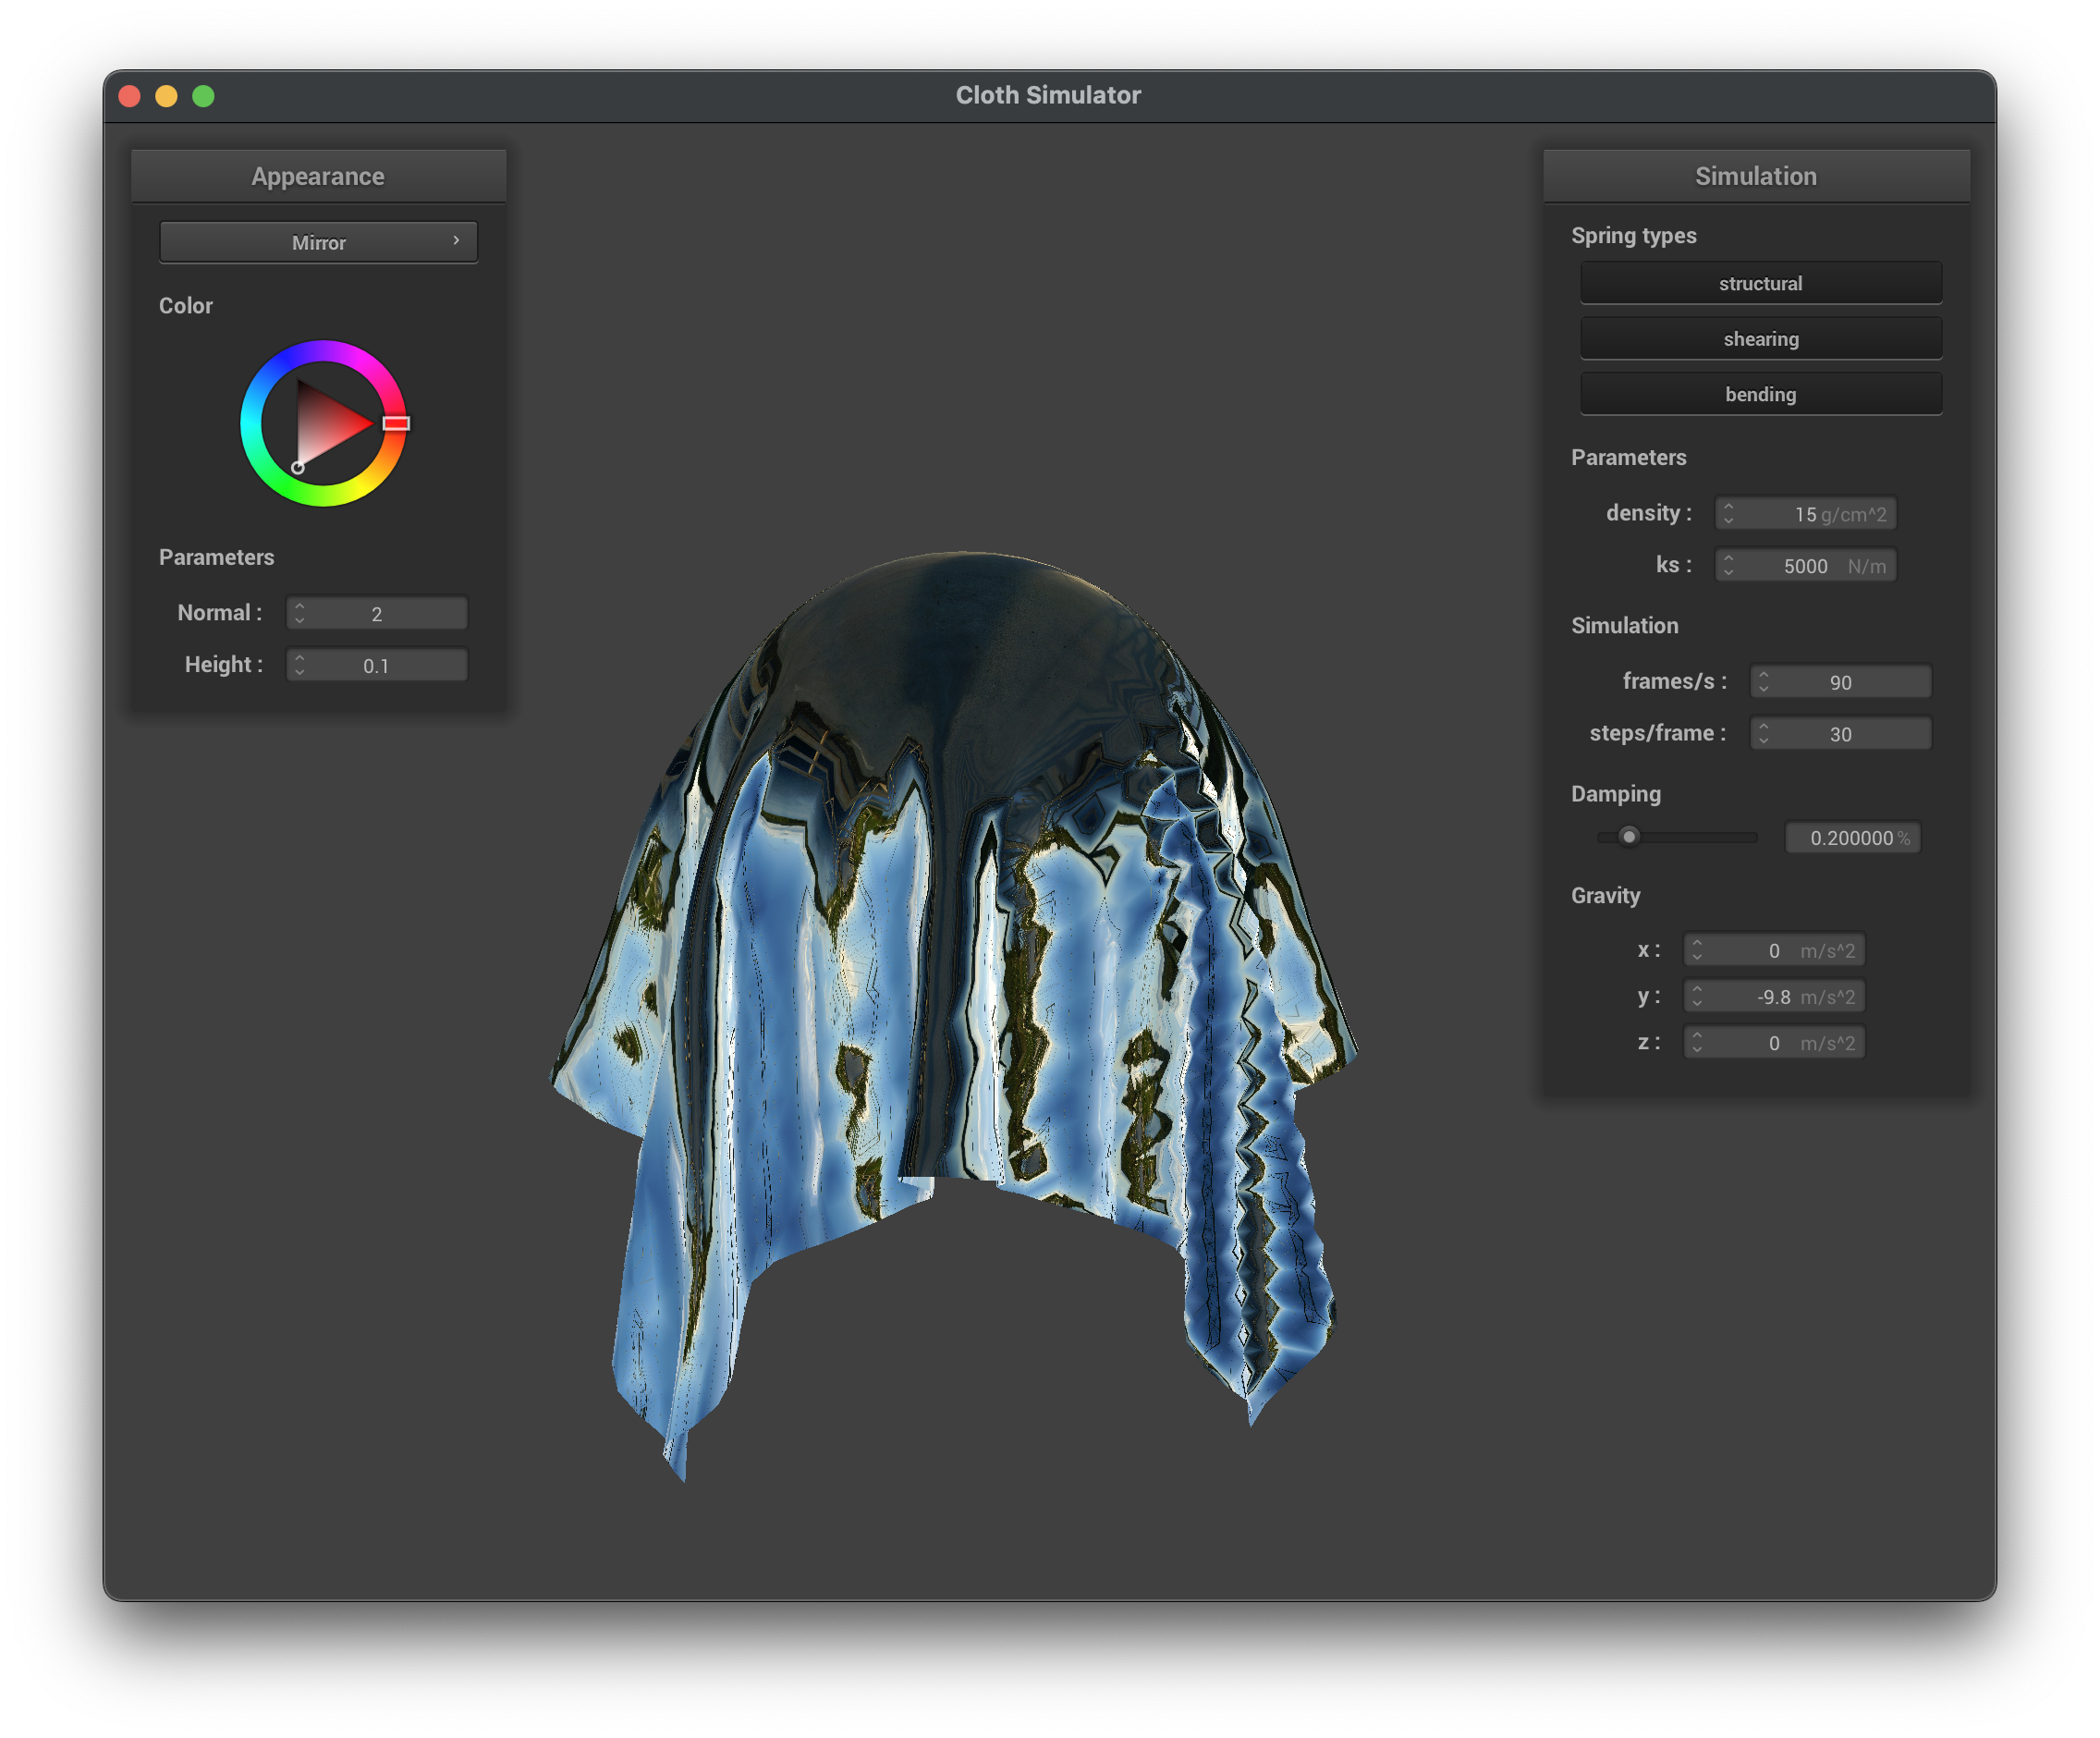 Cloth Simulator
Appearance
Mirror
Color
Parameters
Normal : 2
Height : 0.1
Simulation
Spring types
structural
shearing
bending
Parameters
density : 15 g/cm^2
ks : 5000 N/m
Simulation
frames/s : 90
steps/frame : 30
Damping
0.200000 %
Gravity
x : 0 m/s^2
y : -9.8 m/s^2
z : 0 m/s^2